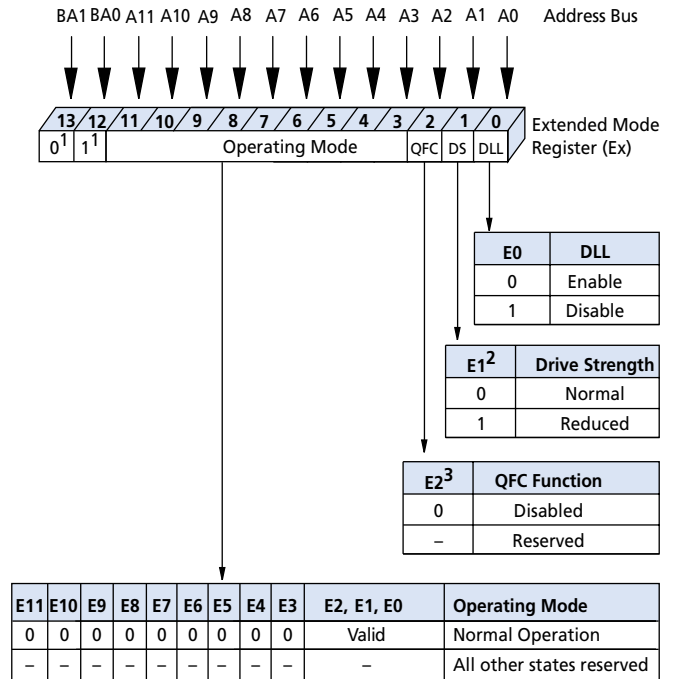 BA1 BA0 A11 A10 A9 A8 A7 A6 A5 A4 A3 A2 A1 A0 Address Bus
13 12 11 10 9 8 7 6 5 4 3 2 1 0
Extended Mode
Register (Ex)
0¹ 1¹ Operating Mode QFC DS DLL
E0 DLL
0 Enable
1 Disable
E1² Drive Strength
0 Normal
1 Reduced
E2³ QFC Function
0 Disabled
– Reserved
E11 E10 E9 E8 E7 E6 E5 E4 E3 E2, E1, E0 Operating Mode
0 0 0 0 0 0 0 0 0 Valid Normal Operation
– – – – – – – – – – All other states reserved